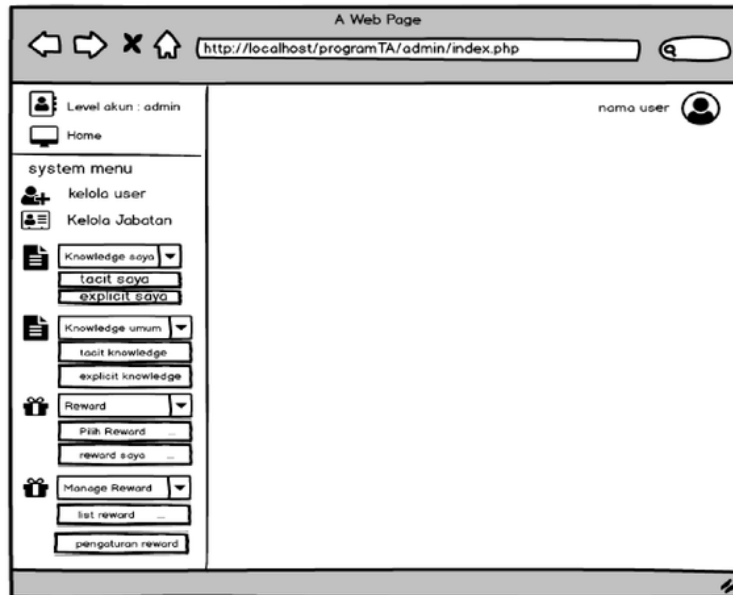 A Web Page
http://localhost/programTA/admin/index.php
Level akun : admin
nama user
Home
system menu
kelola user
Kelola Jabatan
Knowledge saya
tacit saya
explicit saya
Knowledge umum
tacit knowledge
explicit knowledge
Reward
Pilih Reward ...
reward saya ...
Manage Reward
list reward ...
pengaturan reward